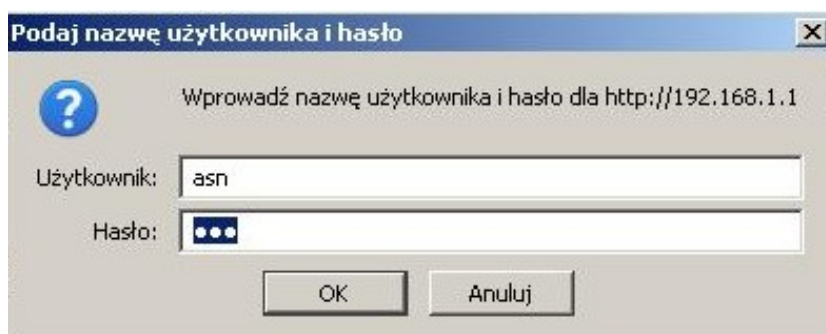 Podaj nazwę użytkownika i hasło
Wprowadź nazwę użytkownika i hasło dla http://192.168.1.1
Użytkownik: asn
Hasło: •••
OK Anuluj